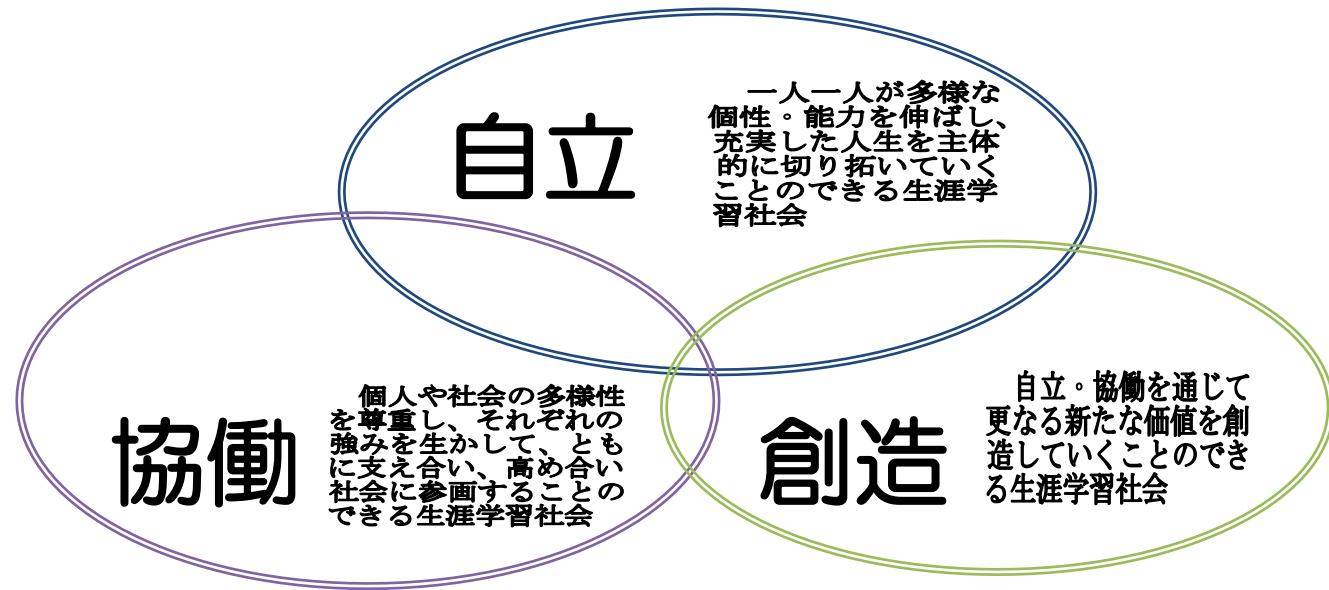 自立
一人一人が多様な
個性。能力を伸ばし、
充実した人生を主体
的に切り拓いていく
ことのできる生涯学
習社会
協働
個人や社会の多様性
を尊重し、それぞれの
強みを生かして、とも
に支え合い、高め合い
社会に参画することの
できる生涯学習社会
創造
自立。協働を通じて
更なる新たな価値を創
造していくことのでき
る生涯学習社会